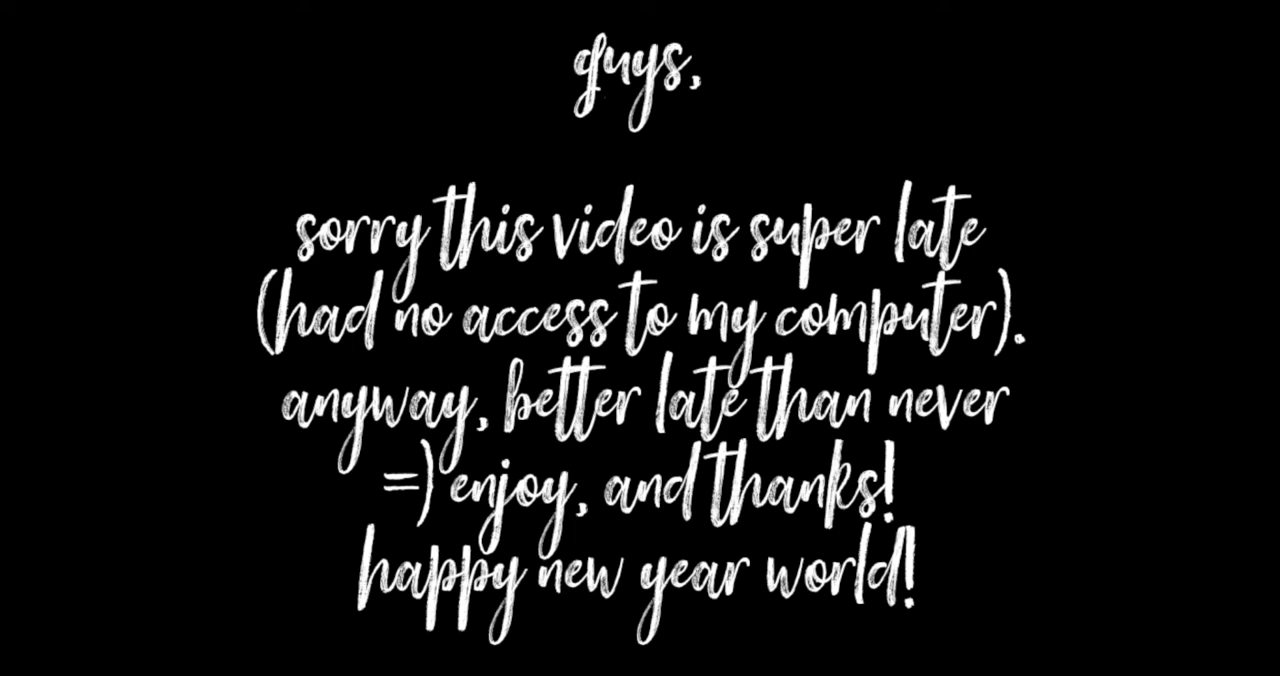 guys,
sorry this video is super late
(had no access to my computer).
anyway, better late than never
=) enjoy, and thanks!
happy new year world!